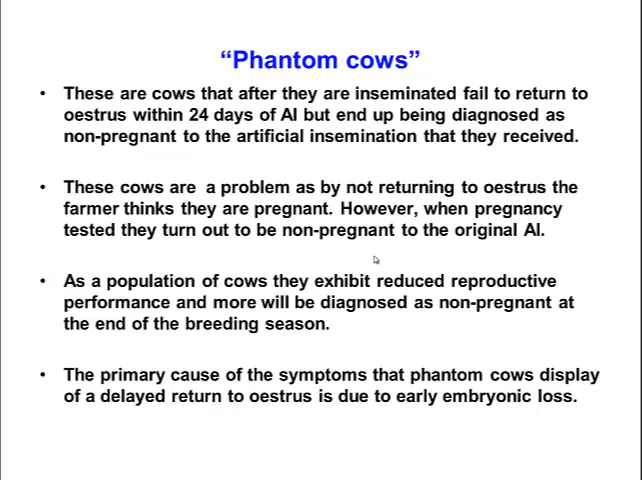 “Phantom cows”
• These are cows that after they are inseminated fail to return to
oestrus within 24 days of AI but end up being diagnosed as
non-pregnant to the artificial insemination that they received.
• These cows are a problem as by not returning to oestrus the
farmer thinks they are pregnant. However, when pregnancy
tested they turn out to be non-pregnant to the original AI.
• As a population of cows they exhibit reduced reproductive
performance and more will be diagnosed as non-pregnant at
the end of the breeding season.
• The primary cause of the symptoms that phantom cows display
of a delayed return to oestrus is due to early embryonic loss.